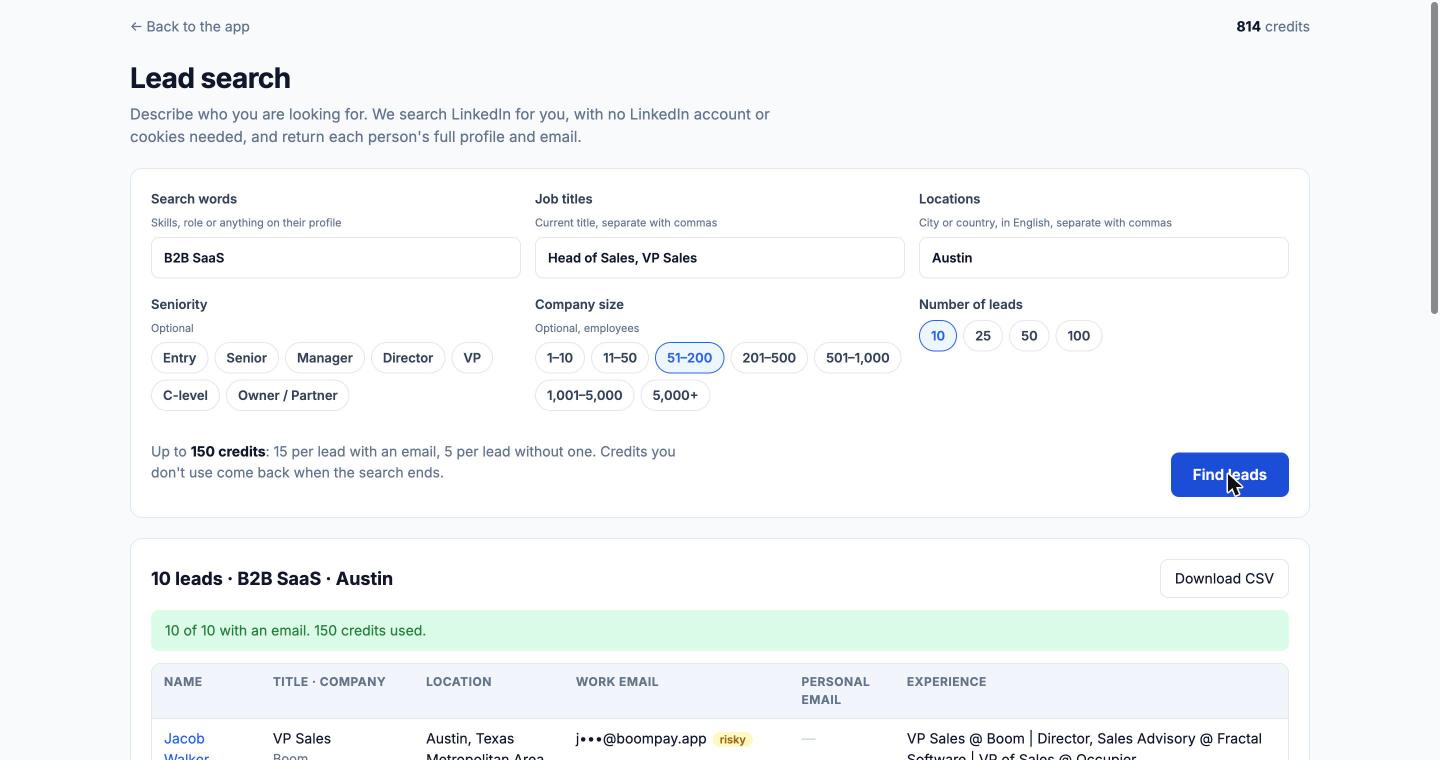 ← Back to the app
814 credits
Lead search
Describe who you are looking for. We search LinkedIn for you, with no LinkedIn account or
cookies needed, and return each person's full profile and email.
Search words
Skills, role or anything on their profile
B2B SaaS
Job titles
Current title, separate with commas
Head of Sales, VP Sales
Locations
City or country, in English, separate with commas
Austin
Seniority
Optional
Entry
Senior
Manager
Director
VP
C-level
Owner / Partner
Company size
Optional, employees
1–10
11–50
51–200
201–500
501–1,000
1,001–5,000
5,000+
Number of leads
10
25
50
100
Up to 150 credits: 15 per lead with an email, 5 per lead without one. Credits you
don't use come back when the search ends.
Find leads
10 leads · B2B SaaS · Austin
Download CSV
10 of 10 with an email. 150 credits used.
NAME
TITLE · COMPANY
LOCATION
WORK EMAIL
PERSONAL
EMAIL
EXPERIENCE
Jacob
Walker
VP Sales
Boom
Austin, Texas
Metropolitan Area
j•••@boompay.app risky
—
VP Sales @ Boom | Director, Sales Advisory @ Fractal
Software | VP of Sales @ Occupier